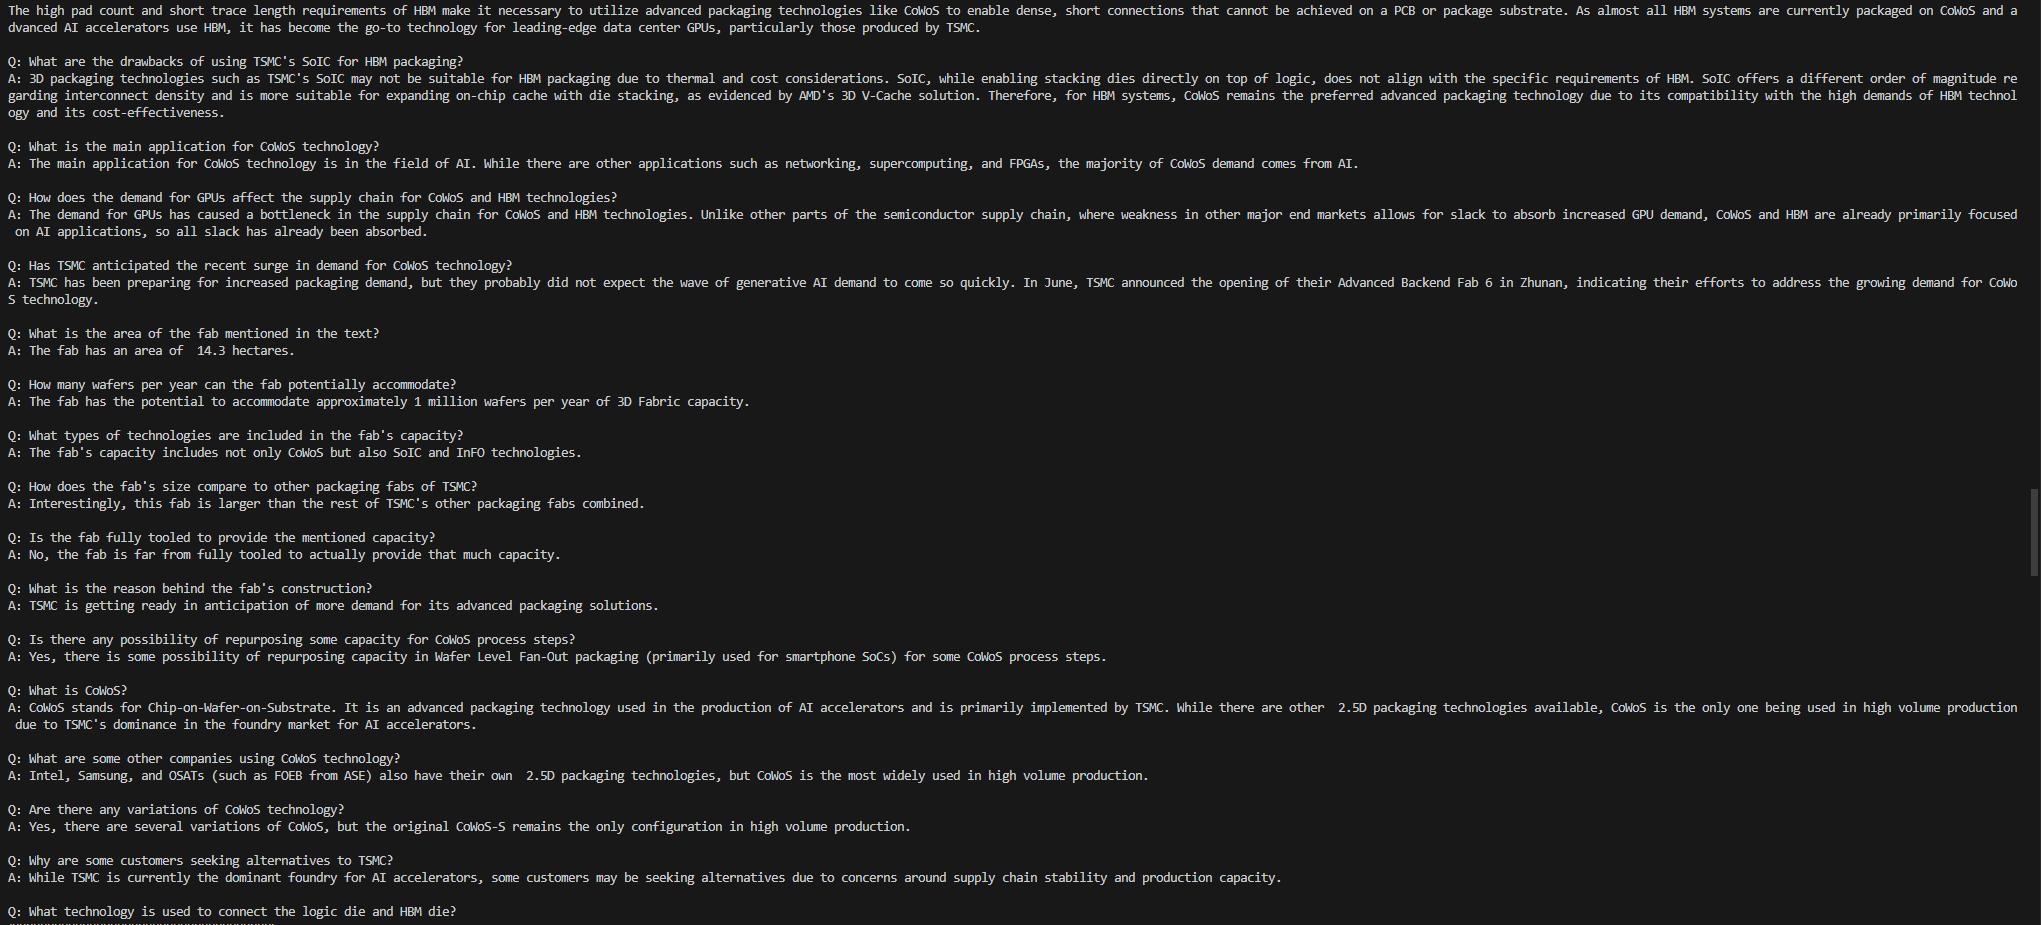 The high pad count and short trace length requirements of HBM make it necessary to utilize advanced packaging technologies like CoWoS to enable dense, short connections that cannot be achieved on a PCB or package substrate. As almost all HBM systems are currently packaged on CoWoS and a
dvanced AI accelerators use HBM, it has become the go-to technology for leading-edge data center GPUs, particularly those produced by TSMC.
Q: What are the drawbacks of using TSMC's SoIC for HBM packaging?
A: 3D packaging technologies such as TSMC's SoIC may not be suitable for HBM packaging due to thermal and cost considerations. SoIC, while enabling stacking dies directly on top of logic, does not align with the specific requirements of HBM. SoIC offers a different order of magnitude re
garding interconnect density and is more suitable for expanding on-chip cache with die stacking, as evidenced by AMD's 3D V-Cache solution. Therefore, for HBM systems, CoWoS remains the preferred advanced packaging technology due to its compatibility with the high demands of HBM technol
ogy and its cost-effectiveness.
Q: What is the main application for CoWoS technology?
A: The main application for CoWoS technology is in the field of AI. While there are other applications such as networking, supercomputing, and FPGAs, the majority of CoWoS demand comes from AI.
Q: How does the demand for GPUs affect the supply chain for CoWoS and HBM technologies?
A: The demand for GPUs has caused a bottleneck in the supply chain for CoWoS and HBM technologies. Unlike other parts of the semiconductor supply chain, where weakness in other major end markets allows for slack to absorb increased GPU demand, CoWoS and HBM are already primarily focused
on AI applications, so all slack has already been absorbed.
Q: Has TSMC anticipated the recent surge in demand for CoWoS technology?
A: TSMC has been preparing for increased packaging demand, but they probably did not expect the wave of generative AI demand to come so quickly. In June, TSMC announced the opening of their Advanced Backend Fab 6 in Zhunan, indicating their efforts to address the growing demand for CoWo
S technology.
Q: What is the area of the fab mentioned in the text?
A: The fab has an area of  14.3 hectares.
Q: How many wafers per year can the fab potentially accommodate?
A: The fab has the potential to accommodate approximately 1 million wafers per year of 3D Fabric capacity.
Q: What types of technologies are included in the fab's capacity?
A: The fab's capacity includes not only CoWoS but also SoIC and InFO technologies.
Q: How does the fab's size compare to other packaging fabs of TSMC?
A: Interestingly, this fab is larger than the rest of TSMC's other packaging fabs combined.
Q: Is the fab fully tooled to provide the mentioned capacity?
A: No, the fab is far from fully tooled to actually provide that much capacity.
Q: What is the reason behind the fab's construction?
A: TSMC is getting ready in anticipation of more demand for its advanced packaging solutions.
Q: Is there any possibility of repurposing some capacity for CoWoS process steps?
A: Yes, there is some possibility of repurposing capacity in Wafer Level Fan-Out packaging (primarily used for smartphone SoCs) for some CoWoS process steps.
Q: What is CoWoS?
A: CoWoS stands for Chip-on-Wafer-on-Substrate. It is an advanced packaging technology used in the production of AI accelerators and is primarily implemented by TSMC. While there are other  2.5D packaging technologies available, CoWoS is the only one being used in high volume production
due to TSMC's dominance in the foundry market for AI accelerators.
Q: What are some other companies using CoWoS technology?
A: Intel, Samsung, and OSATs (such as FOEB from ASE) also have their own  2.5D packaging technologies, but CoWoS is the most widely used in high volume production.
Q: Are there any variations of CoWoS technology?
A: Yes, there are several variations of CoWoS, but the original CoWoS-S remains the only configuration in high volume production.
Q: Why are some customers seeking alternatives to TSMC?
A: While TSMC is currently the dominant foundry for AI accelerators, some customers may be seeking alternatives due to concerns around supply chain stability and production capacity.
Q: What technology is used to connect the logic die and HBM die?